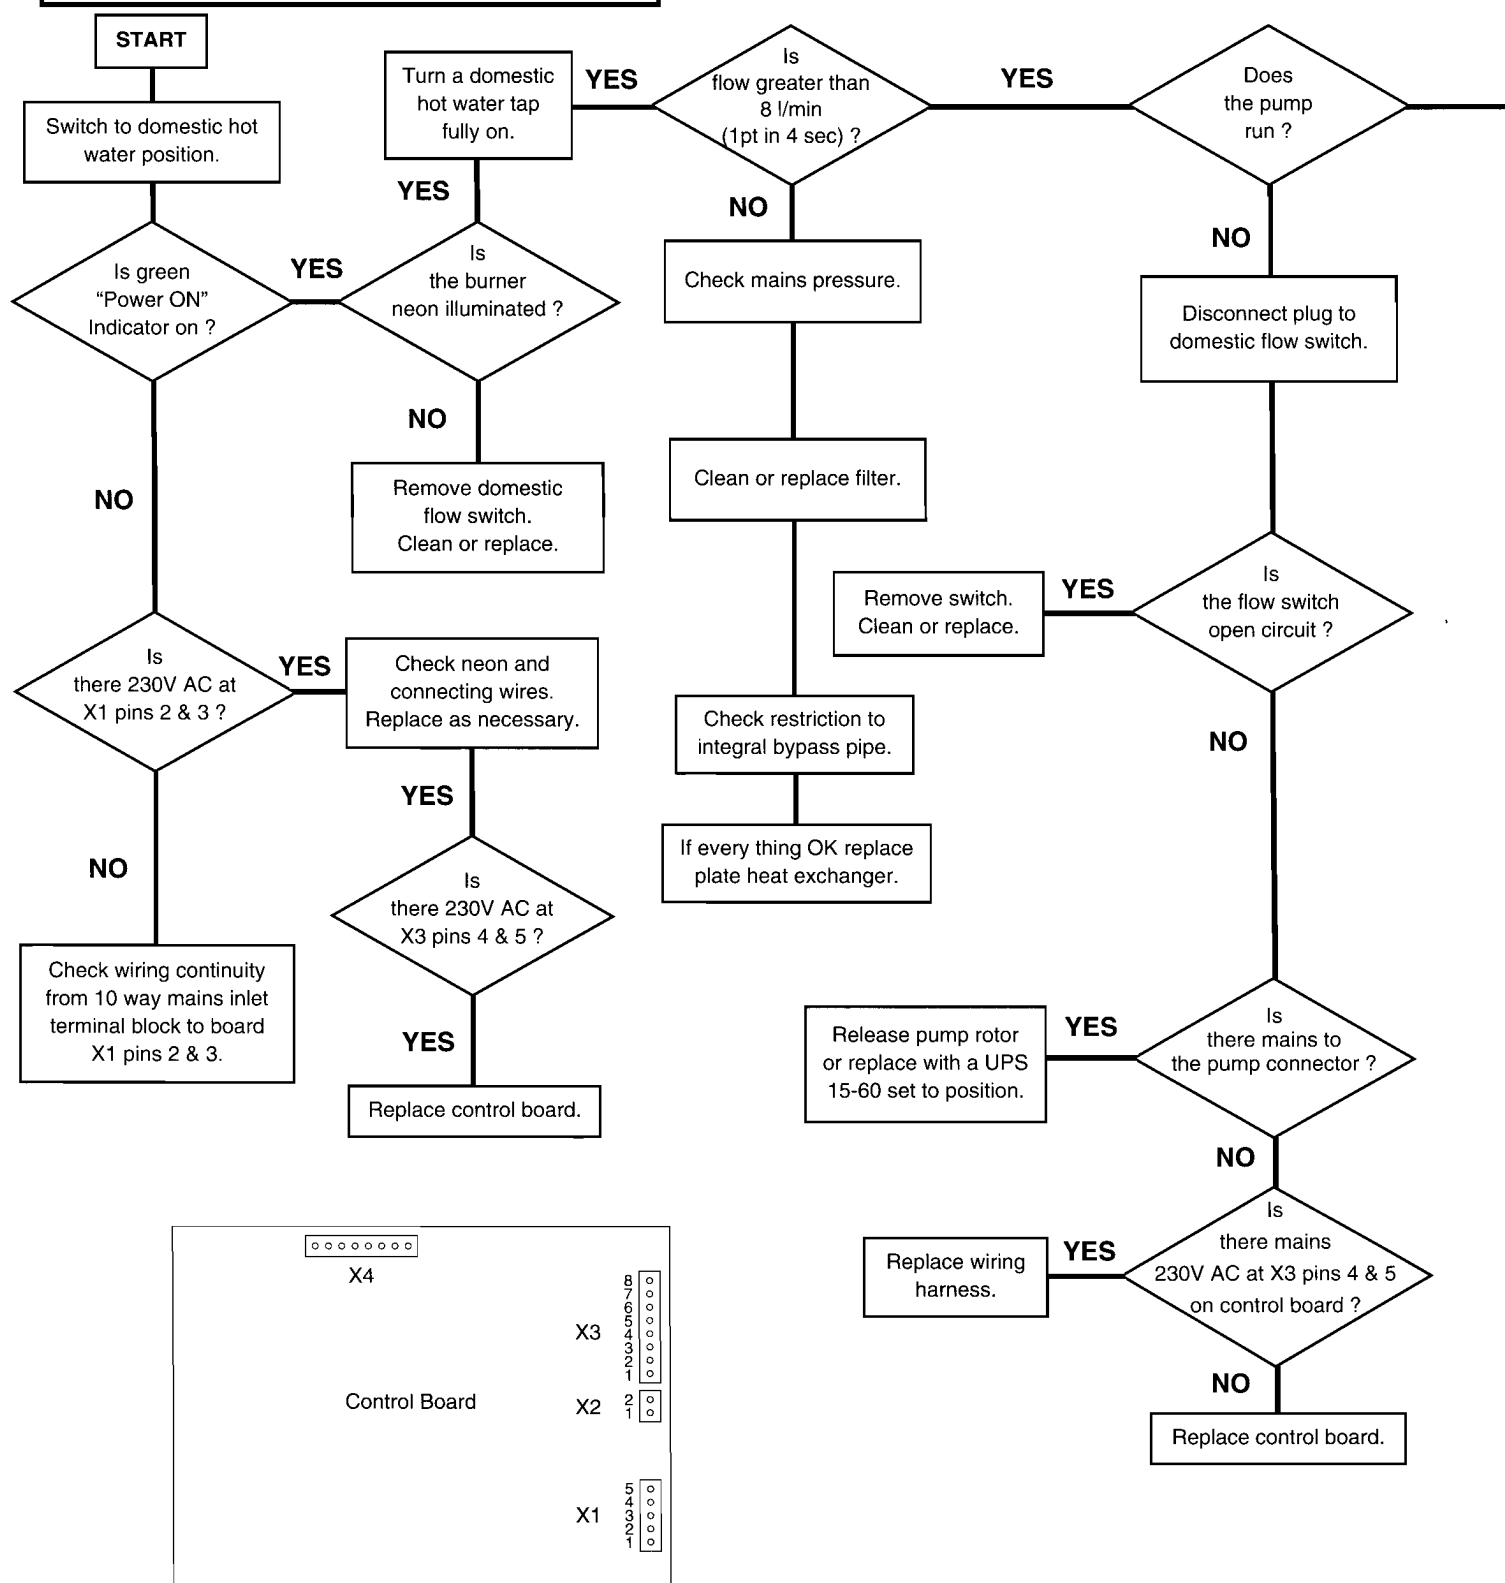 START
Switch to domestic hot
water position.
Is green
“Power ON”
Indicator on ?
YES
NO
Is
the burner
neon illuminated ?
YES
NO
Turn a domestic
hot water tap
fully on.
YES
Remove domestic
flow switch.
Clean or replace.
Is
there 230V AC at
X1 pins 2 & 3 ?
YES
NO
Check neon and
connecting wires.
Replace as necessary.
YES
Is
there 230V AC at
X3 pins 4 & 5 ?
YES
Replace control board.
Check wiring continuity
from 10 way mains inlet
terminal block to board
X1 pins 2 & 3.
Is
flow greater than
8 l/min
(1pt in 4 sec) ?
YES
NO
Check mains pressure.
Clean or replace filter.
Check restriction to
integral bypass pipe.
If every thing OK replace
plate heat exchanger.
Does
the pump
run ?
NO
Disconnect plug to
domestic flow switch.
Is
the flow switch
open circuit ?
YES
Remove switch.
Clean or replace.
NO
Is
there mains to
the pump connector ?
YES
Release pump rotor
or replace with a UPS
15-60 set to position.
NO
Is
there mains
230V AC at X3 pins 4 & 5
on control board ?
YES
Replace wiring
harness.
NO
Replace control board.
X4
X3
8
7
6
5
4
3
2
1
Control Board
X2
2
1
X1
5
4
3
2
1